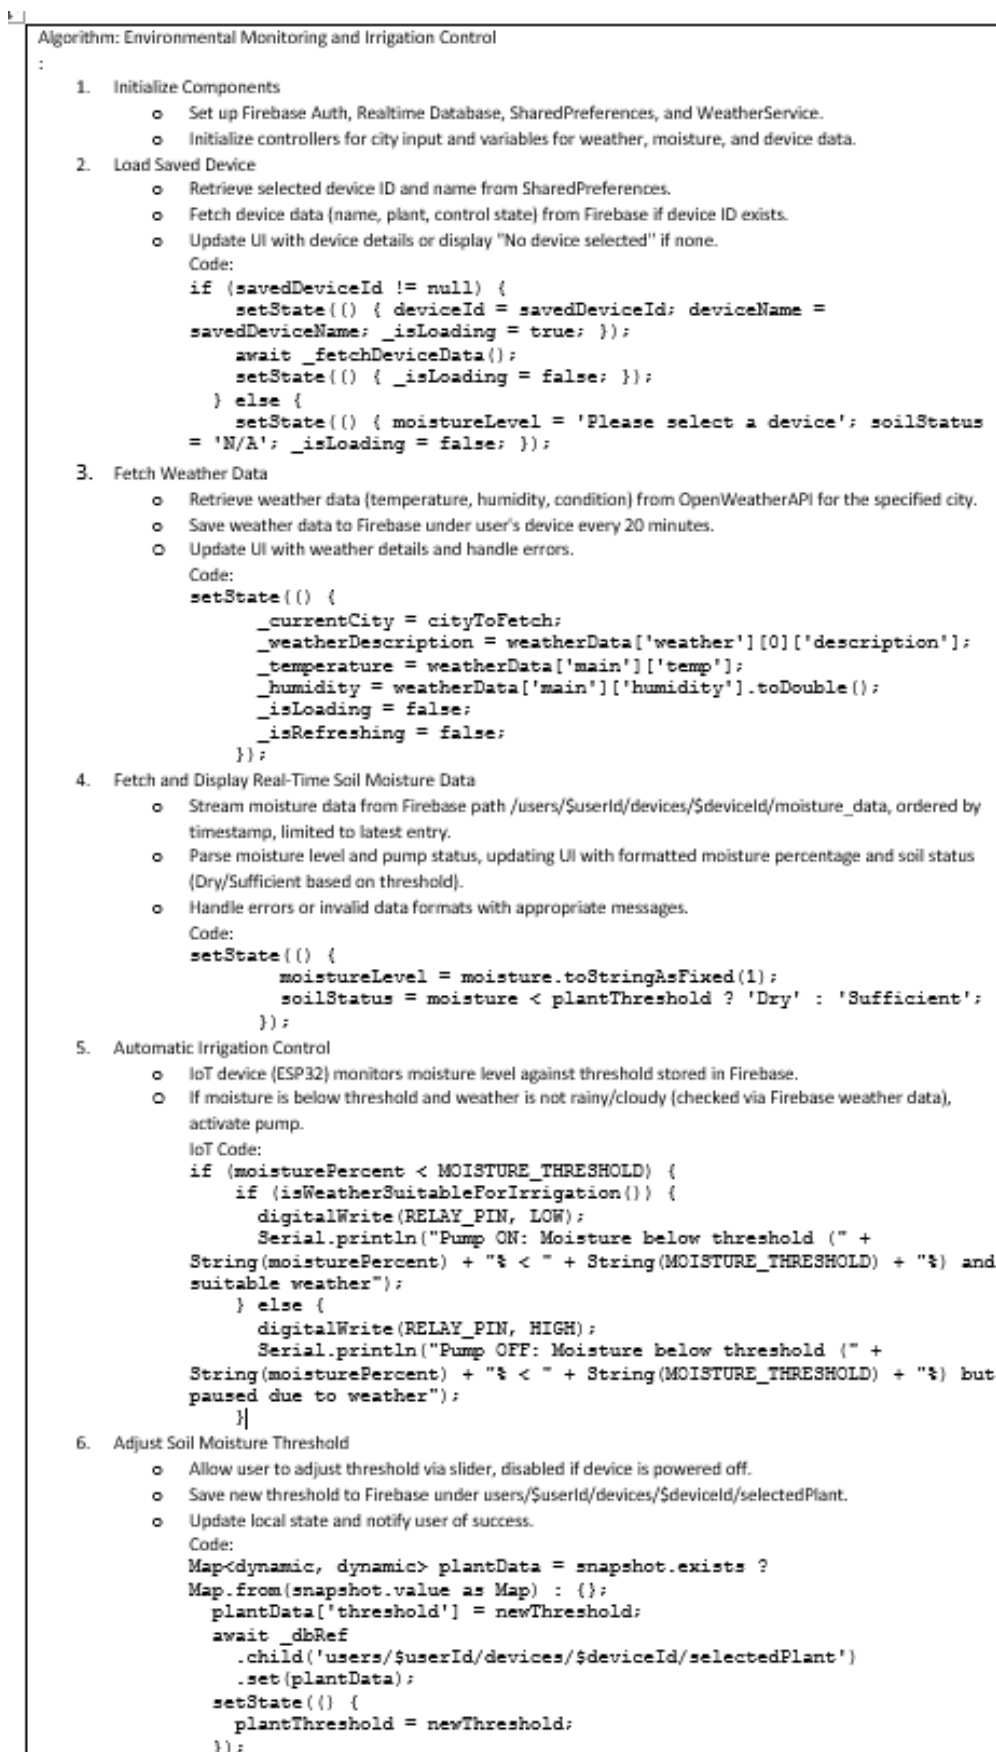 Algorithm: Environmental Monitoring and Irrigation Control
:
1. Initialize Components
o Set up Firebase Auth, Realtime Database, SharedPreferences, and WeatherService.
o Initialize controllers for city input and variables for weather, moisture, and device data.
2. Load Saved Device
o Retrieve selected device ID and name from SharedPreferences.
o Fetch device data (name, plant, control state) from Firebase if device ID exists.
o Update UI with device details or display "No device selected" if none.
Code:
if (savedDeviceId != null) {
setState(() { deviceId = savedDeviceId; deviceName =
savedDeviceName; _isLoading = true; });
await _fetchDeviceData();
setState(() { _isLoading = false; });
} else {
setState(() { moistureLevel = 'Please select a device'; soilStatus
= 'N/A'; _isLoading = false; });
3. Fetch Weather Data
o Retrieve weather data (temperature, humidity, condition) from OpenWeatherAPI for the specified city.
o Save weather data to Firebase under user's device every 20 minutes.
o Update UI with weather details and handle errors.
Code:
setState(() {
_currentCity = cityToFetch;
_weatherDescription = weatherData['weather'][0]['description'];
_temperature = weatherData['main']['temp'];
_humidity = weatherData['main']['humidity'].toDouble();
_isLoading = false;
_isRefreshing = false;
});
4. Fetch and Display Real-Time Soil Moisture Data
o Stream moisture data from Firebase path /users/$userId/devices/$deviceId/moisture_data, ordered by
timestamp, limited to latest entry.
o Parse moisture level and pump status, updating UI with formatted moisture percentage and soil status
(Dry/Sufficient based on threshold).
o Handle errors or invalid data formats with appropriate messages.
Code:
setState(() {
moistureLevel = moisture.toStringAsFixed(1);
soilStatus = moisture < plantThreshold ? 'Dry' : 'Sufficient';
});
5. Automatic Irrigation Control
o IoT device (ESP32) monitors moisture level against threshold stored in Firebase.
o If moisture is below threshold and weather is not rainy/cloudy (checked via Firebase weather data),
activate pump.
IoT Code:
if (moisturePercent < MOISTURE_THRESHOLD) {
if (isWeatherSuitableForIrrigation()) {
digitalWrite(RELAY_PIN, LOW);
Serial.println("Pump ON: Moisture below threshold (" +
String(moisturePercent) + "% < " + String(MOISTURE_THRESHOLD) + "%) and
suitable weather");
} else {
digitalWrite(RELAY_PIN, HIGH);
Serial.println("Pump OFF: Moisture below threshold (" +
String(moisturePercent) + "% < " + String(MOISTURE_THRESHOLD) + "%) but
paused due to weather");
}
6. Adjust Soil Moisture Threshold
o Allow user to adjust threshold via slider, disabled if device is powered off.
o Save new threshold to Firebase under users/$userId/devices/$deviceId/selectedPlant.
o Update local state and notify user of success.
Code:
Map<dynamic, dynamic> plantData = snapshot.exists ?
Map.from(snapshot.value as Map) : {};
plantData['threshold'] = newThreshold;
await _dbRef
.child('users/$userId/devices/$deviceId/selectedPlant')
.set(plantData);
setState(() {
plantThreshold = newThreshold;
});